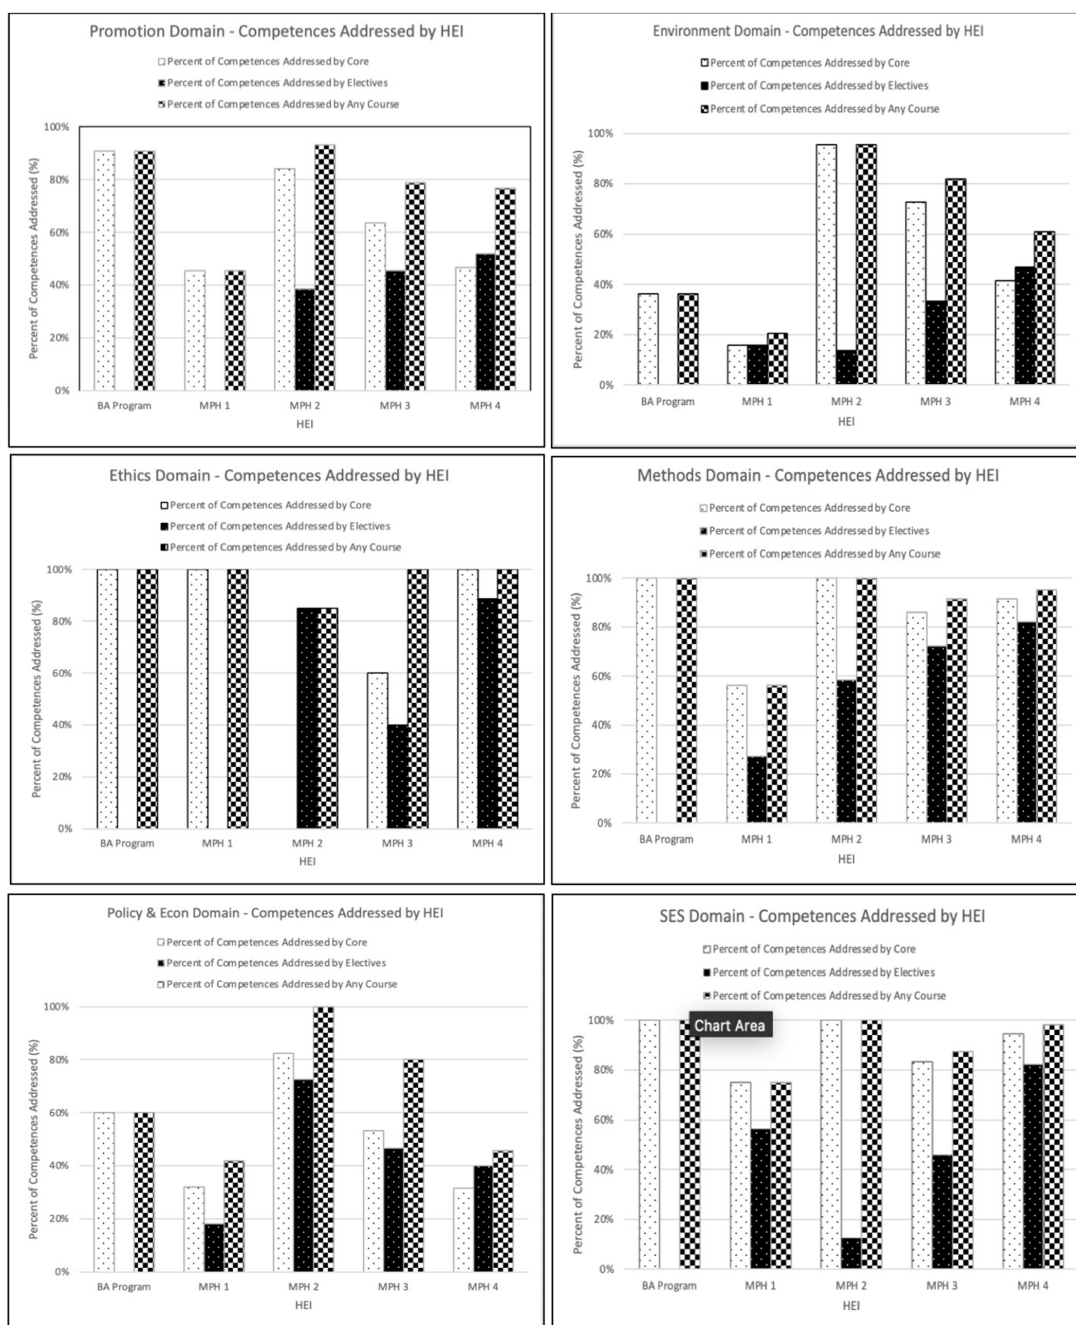 Promotion Domain - Competences Addressed by HEI
Percent of Competences Addressed by Core
Percent of Competences Addressed by Electives
Percent of Competences Addressed by Any Course
Percent of Competences Addressed (%)
100%
80%
60%
40%
20%
0%
BA Program MPH 1 MPH 2 MPH 3 MPH 4
HEI
Environment Domain - Competences Addressed by HEI
Percent of Competences Addressed by Core
Percent of Competences Addressed by Electives
Percent of Competences Addressed by Any Course
Percent of Competences Addressed (%)
100%
80%
60%
40%
20%
0%
BA Program MPH 1 MPH 2 MPH 3 MPH 4
HEI
Ethics Domain - Competences Addressed by HEI
Percent of Competences Addressed by Core
Percent of Competences Addressed by Electives
Percent of Competences Addressed by Any Course
Percent of Competences Addressed (%)
100%
80%
60%
40%
20%
0%
BA Program MPH 1 MPH 2 MPH 3 MPH 4
HEI
Methods Domain - Competences Addressed by HEI
Percent of Competences Addressed by Core
Percent of Competences Addressed by Electives
Percent of Competences Addressed by Any Course
Percent of Competences Addressed (%)
100%
80%
60%
40%
20%
0%
BA Program MPH 1 MPH 2 MPH 3 MPH 4
HEI
Policy & Econ Domain - Competences Addressed by HEI
Percent of Competences Addressed by Core
Percent of Competences Addressed by Electives
Percent of Competences Addressed by Any Course
Percent of Competences Addressed (%)
100%
80%
60%
40%
20%
0%
BA Program MPH 1 MPH 2 MPH 3 MPH 4
HEI
SES Domain - Competences Addressed by HEI
Percent of Competences Addressed by Core
Percent of Competences Addressed by Electives
Percent of Competences Addressed by Any Course
Chart Area
Percent of Competences Addressed (%)
100%
80%
60%
40%
20%
0%
BA Program MPH 1 MPH 2 MPH 3 MPH 4
HEI